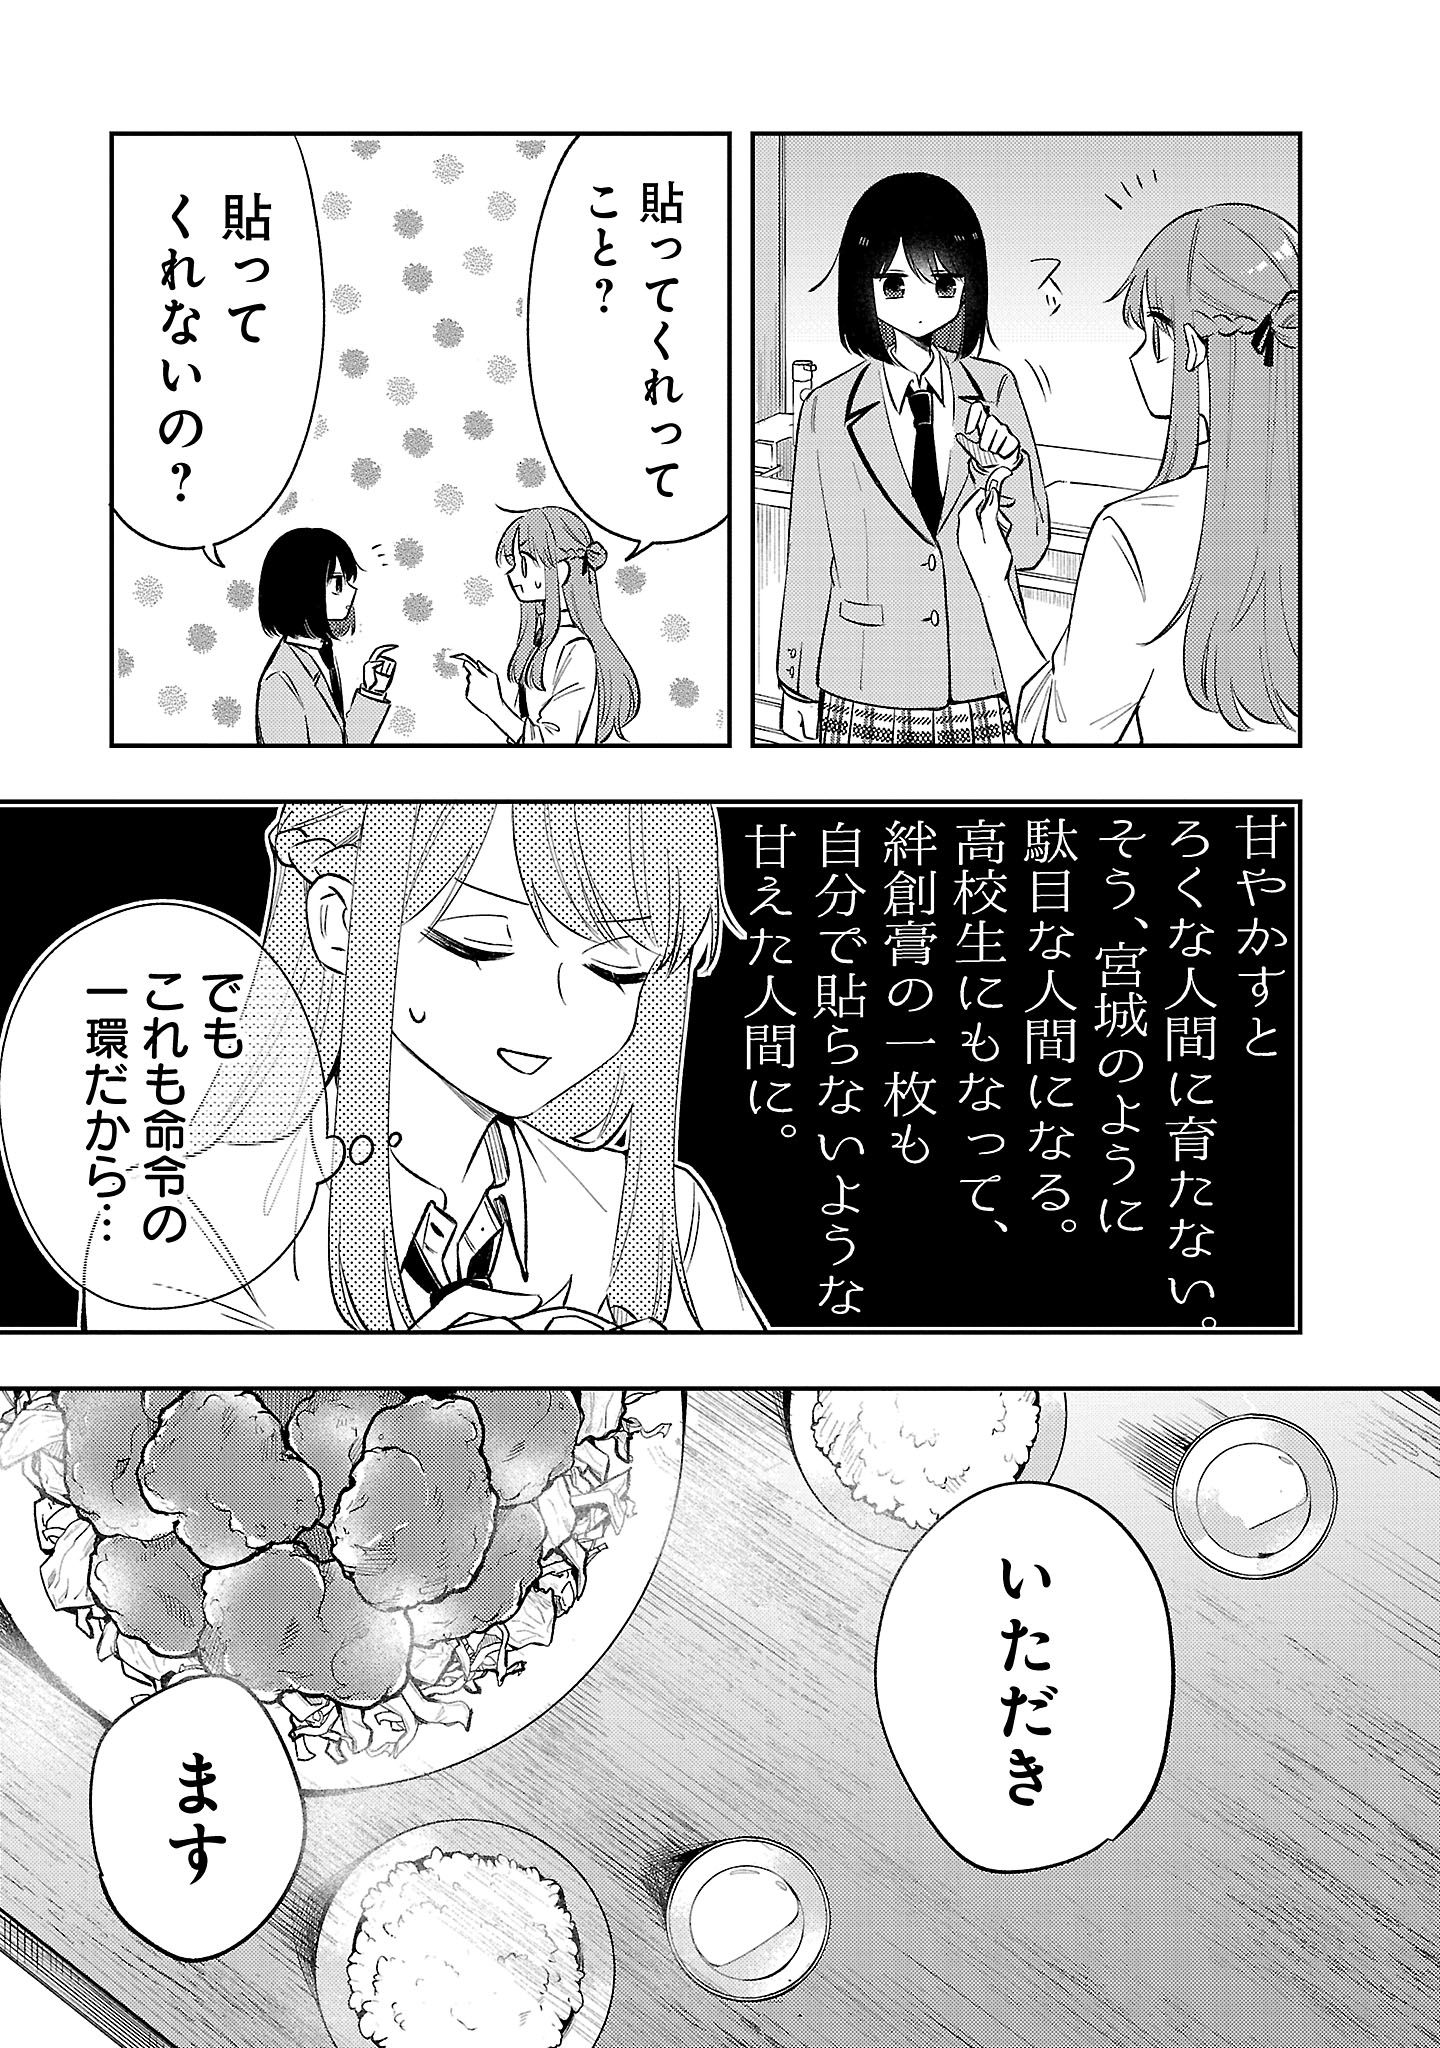 スッ
貼ってくれって
こと？
貼って
くれないの？
甘やかすと
ろくな人間に育たない。
そう、宮城のように
駄目な人間になる。
高校生にもなって、
絆創膏の一枚も
自分で貼らないような
甘えた人間に。
でも
これも命令の
一環だから…
いただき
ます